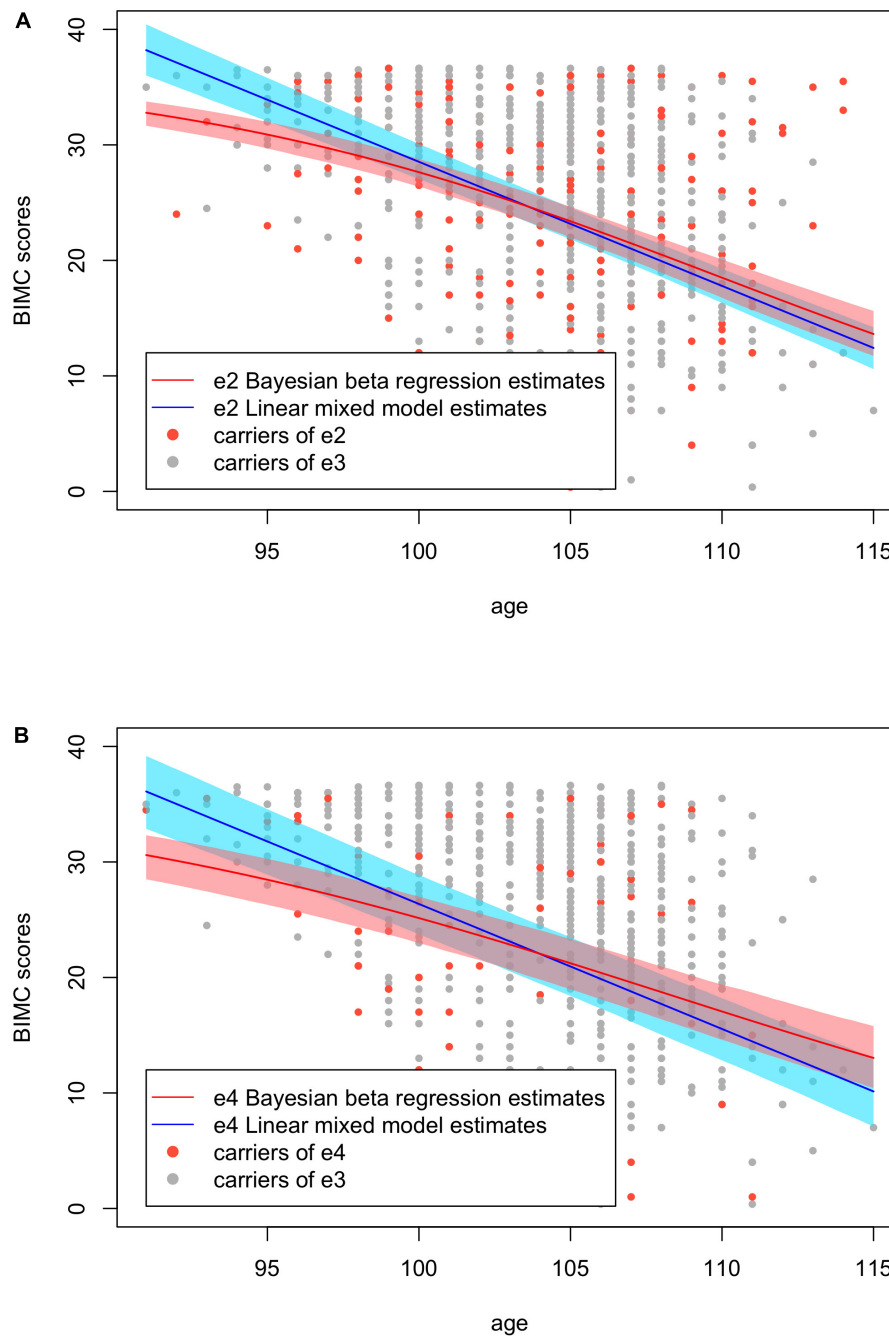 A
40
30
20
10
0
BIMC scores
e2 Bayesian beta regression estimates
e2 Linear mixed model estimates
carriers of e2
carriers of e3
95 100 105 110 115
age
B
40
30
20
10
0
BIMC scores
e4 Bayesian beta regression estimates
e4 Linear mixed model estimates
carriers of e4
carriers of e3
95 100 105 110 115
age